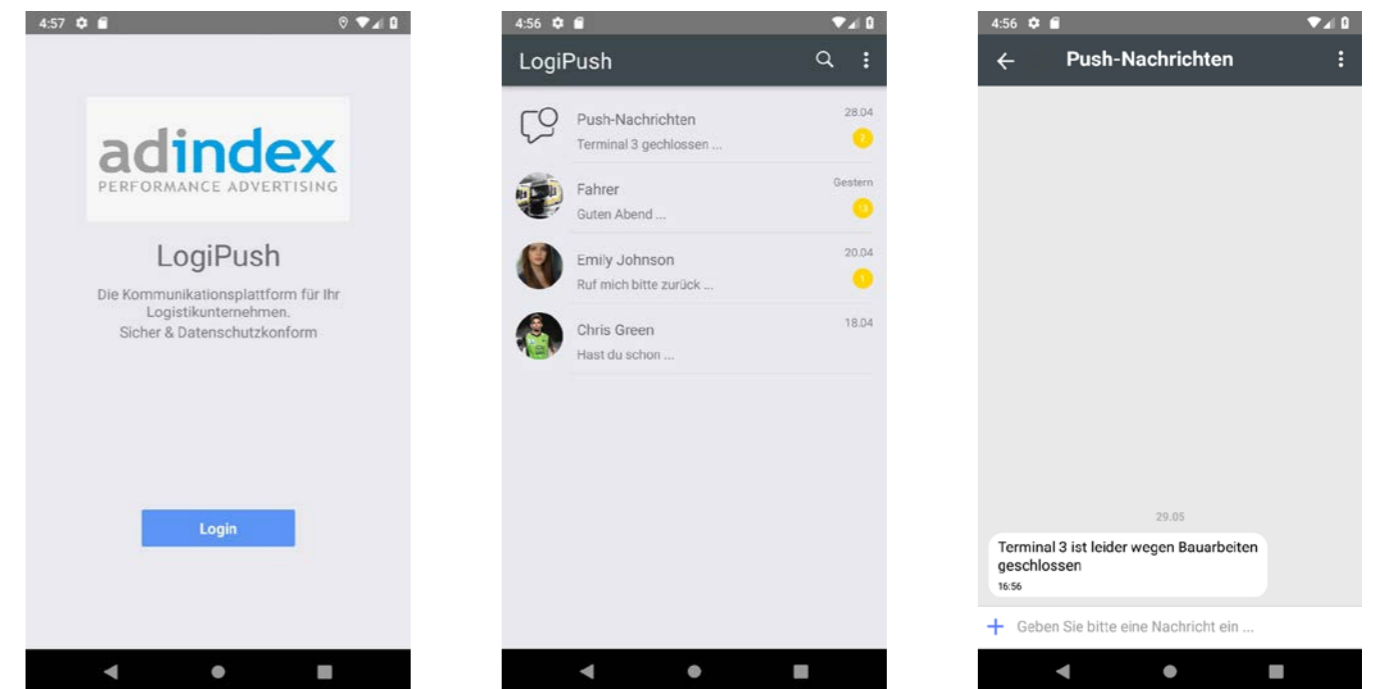 4:57
adindex
PERFORMANCE ADVERTISING
LogiPush
Die Kommunikationsplattform für Ihr
Logistikunternehmen.
Sicher & Datenschutzkonform
Login
4:56
LogiPush
Push-Nachrichten
28.04
Terminal 3 gechlossen ...
2
Fahrer
Gestern
Guten Abend ...
Emily Johnson
20.04
Ruf mich bitte zurück ...
1
Chris Green
18.04
Hast du schon ...
4:56
Push-Nachrichten
29.05
Terminal 3 ist leider wegen Bauarbeiten
geschlossen
16:56
Geben Sie bitte eine Nachricht ein ...